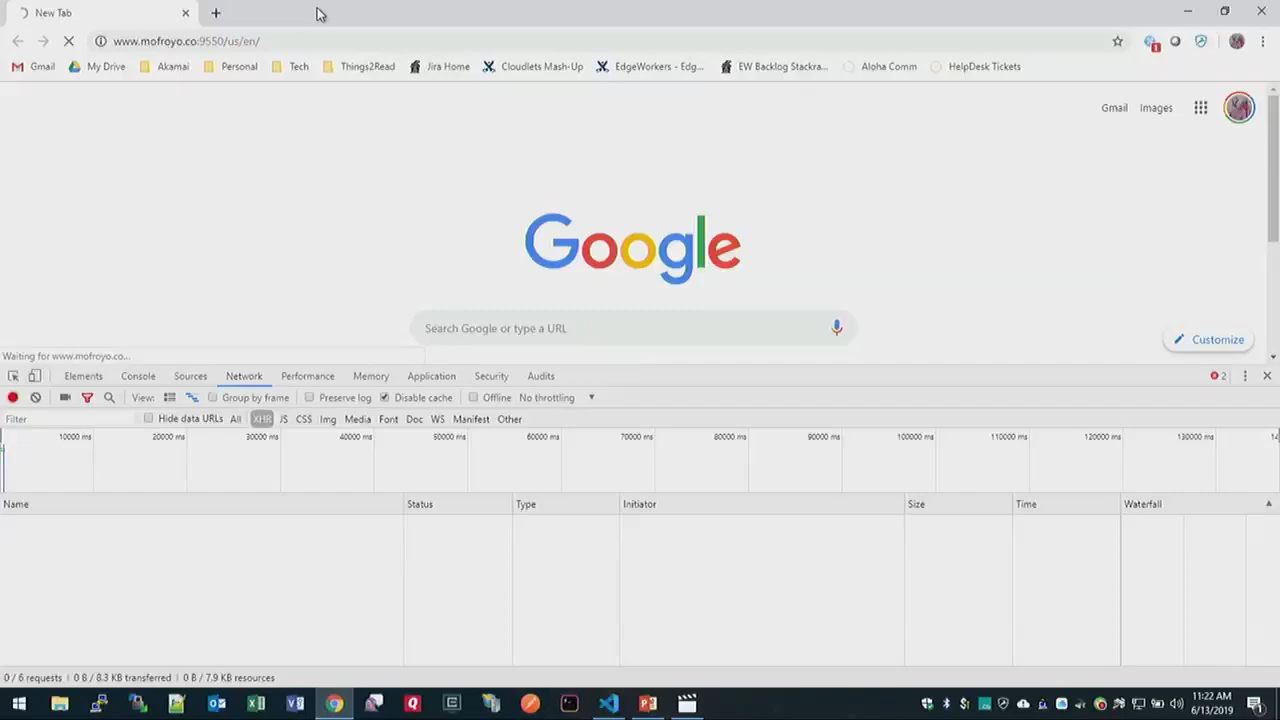 New Tab
www.mofroyo.co:9550/us/en/
Gmail My Drive Akamai Personal Tech Things2Read Jira Home Cloudlets Mash-Up EdgeWorkers - Edg... EW Backlog Stackra... Aloha Comm HelpDesk Tickets
Gmail Images
Google
Search Google or type a URL
Customize
Waiting for www.mofroyo.co...
Elements Console Sources Network Performance Memory Application Security Audits 2
View: Group by frame Preserve log Disable cache Offline No throttling
Filter Hide data URLs All XHR JS CSS Img Media Font Doc WS Manifest Other
10000 ms 20000 ms 30000 ms 40000 ms 50000 ms 60000 ms 70000 ms 80000 ms 90000 ms 100000 ms 110000 ms 120000 ms 130000 ms 14
Name Status Type Initiator Size Time Waterfall
0 / 6 requests 0 B / 8.3 KB transferred 0 B / 7.9 KB resources
11:22 AM
6/13/2019